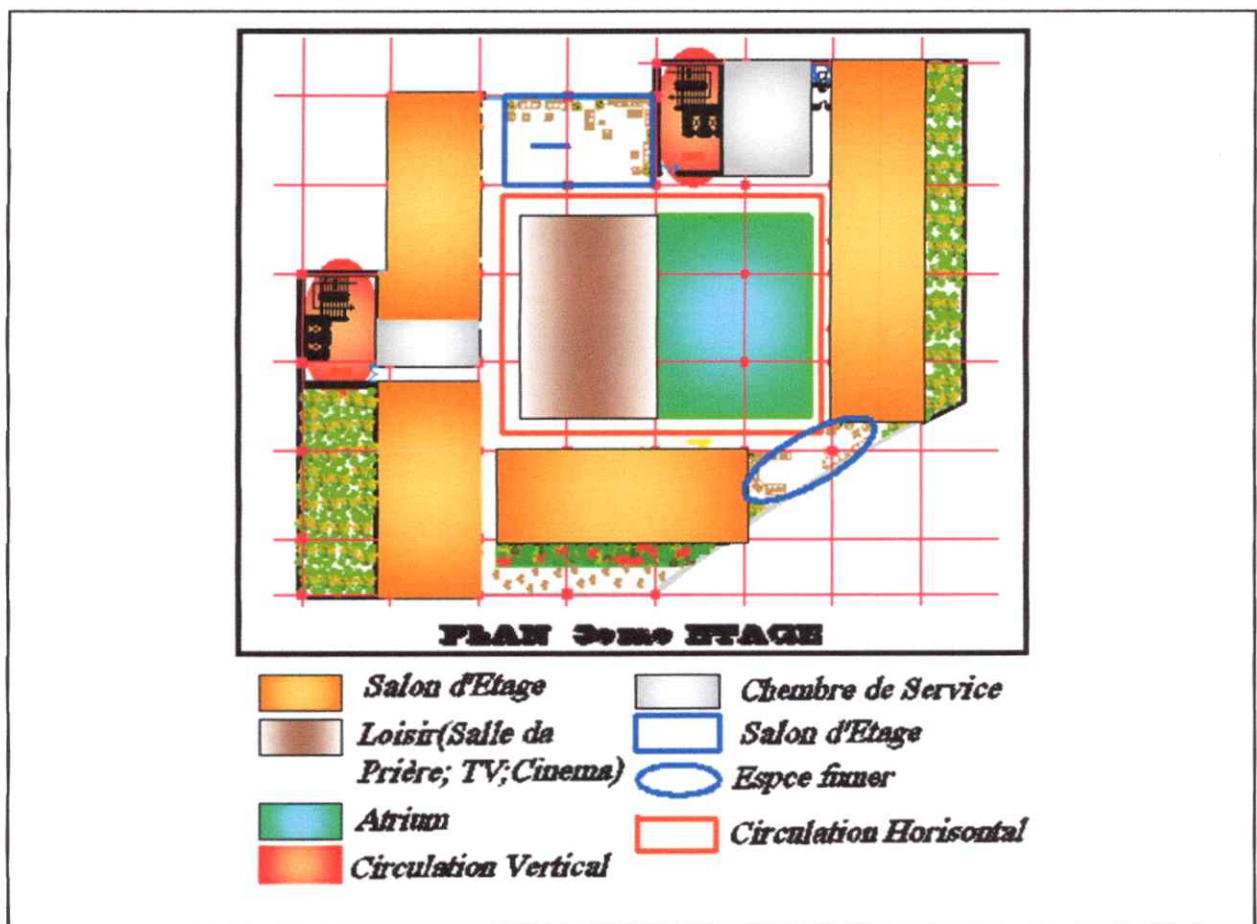 PLAN 3eme ETAGE
Salon d'Etage
Loisir(Salle da
Prière; TV;Cinema)
Atrium
Circulation Vertical
Chembre de Service
Salon d'Etage
Espce fumer
Circulation Horisontal